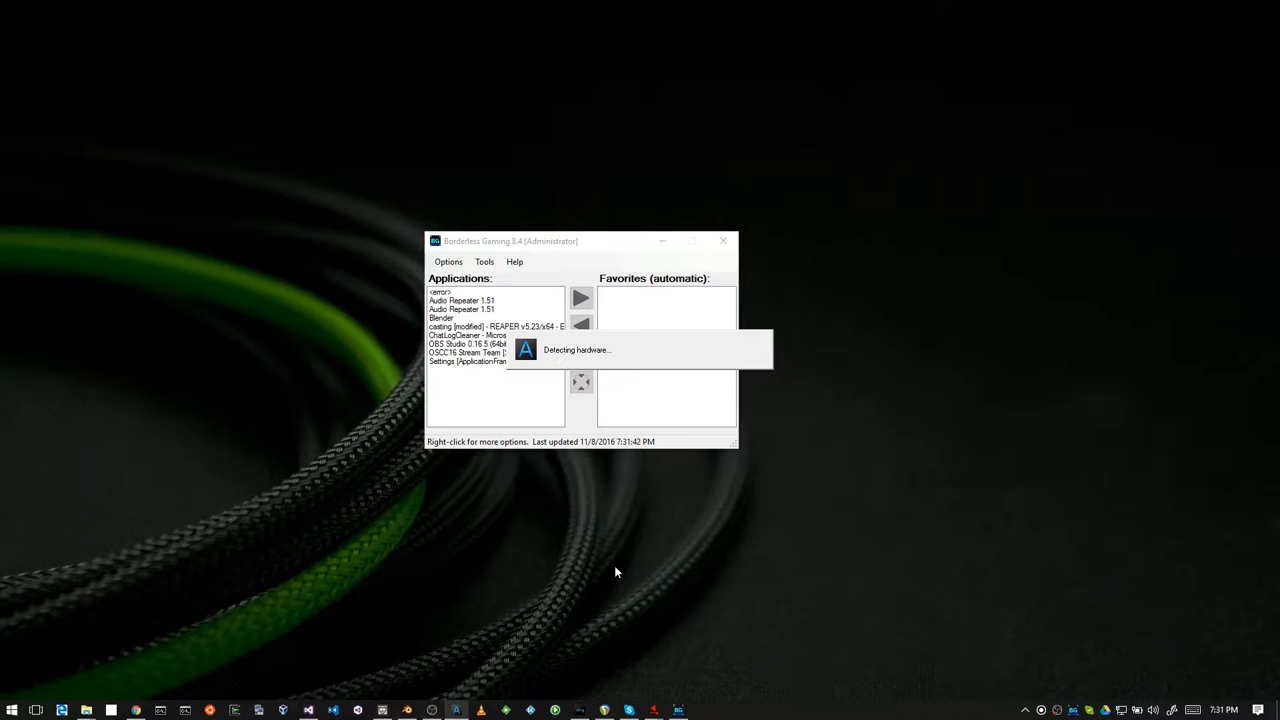 BG Borderless Gaming 8.4 [Administrator]
Options Tools Help
Applications:
Favorites (automatic):
<error>
Audio Repeater 1.51
Audio Repeater 1.51
Blender
casting [modified] - REAPER v5.23/x64 - E
ChatLogCleaner - Micros
OBS Studio 0.16.5 (64bit
OSCC16 Stream Team [S
Settings [ApplicationFram
A Detecting hardware...
Right-click for more options. Last updated 11/8/2016 7:31:42 PM
7:31 PM